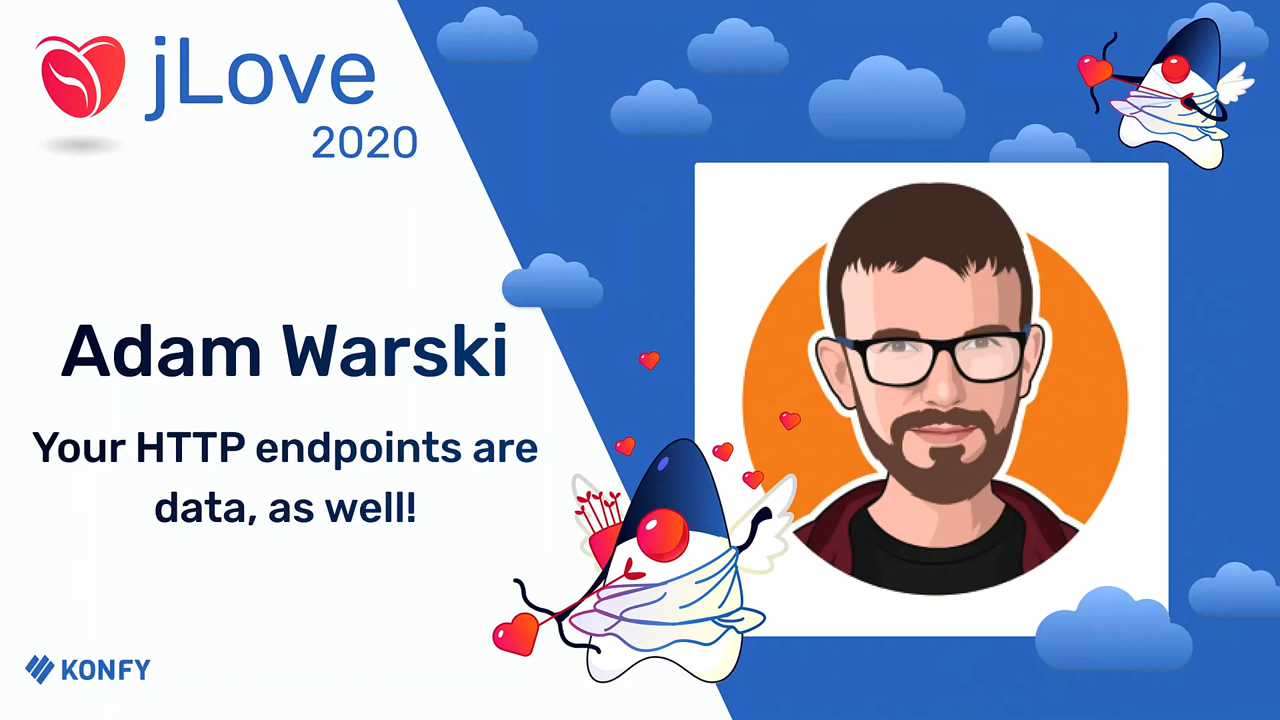 jLove
2020
Adam Warski
Your HTTP endpoints are
data, as well!
KONFY